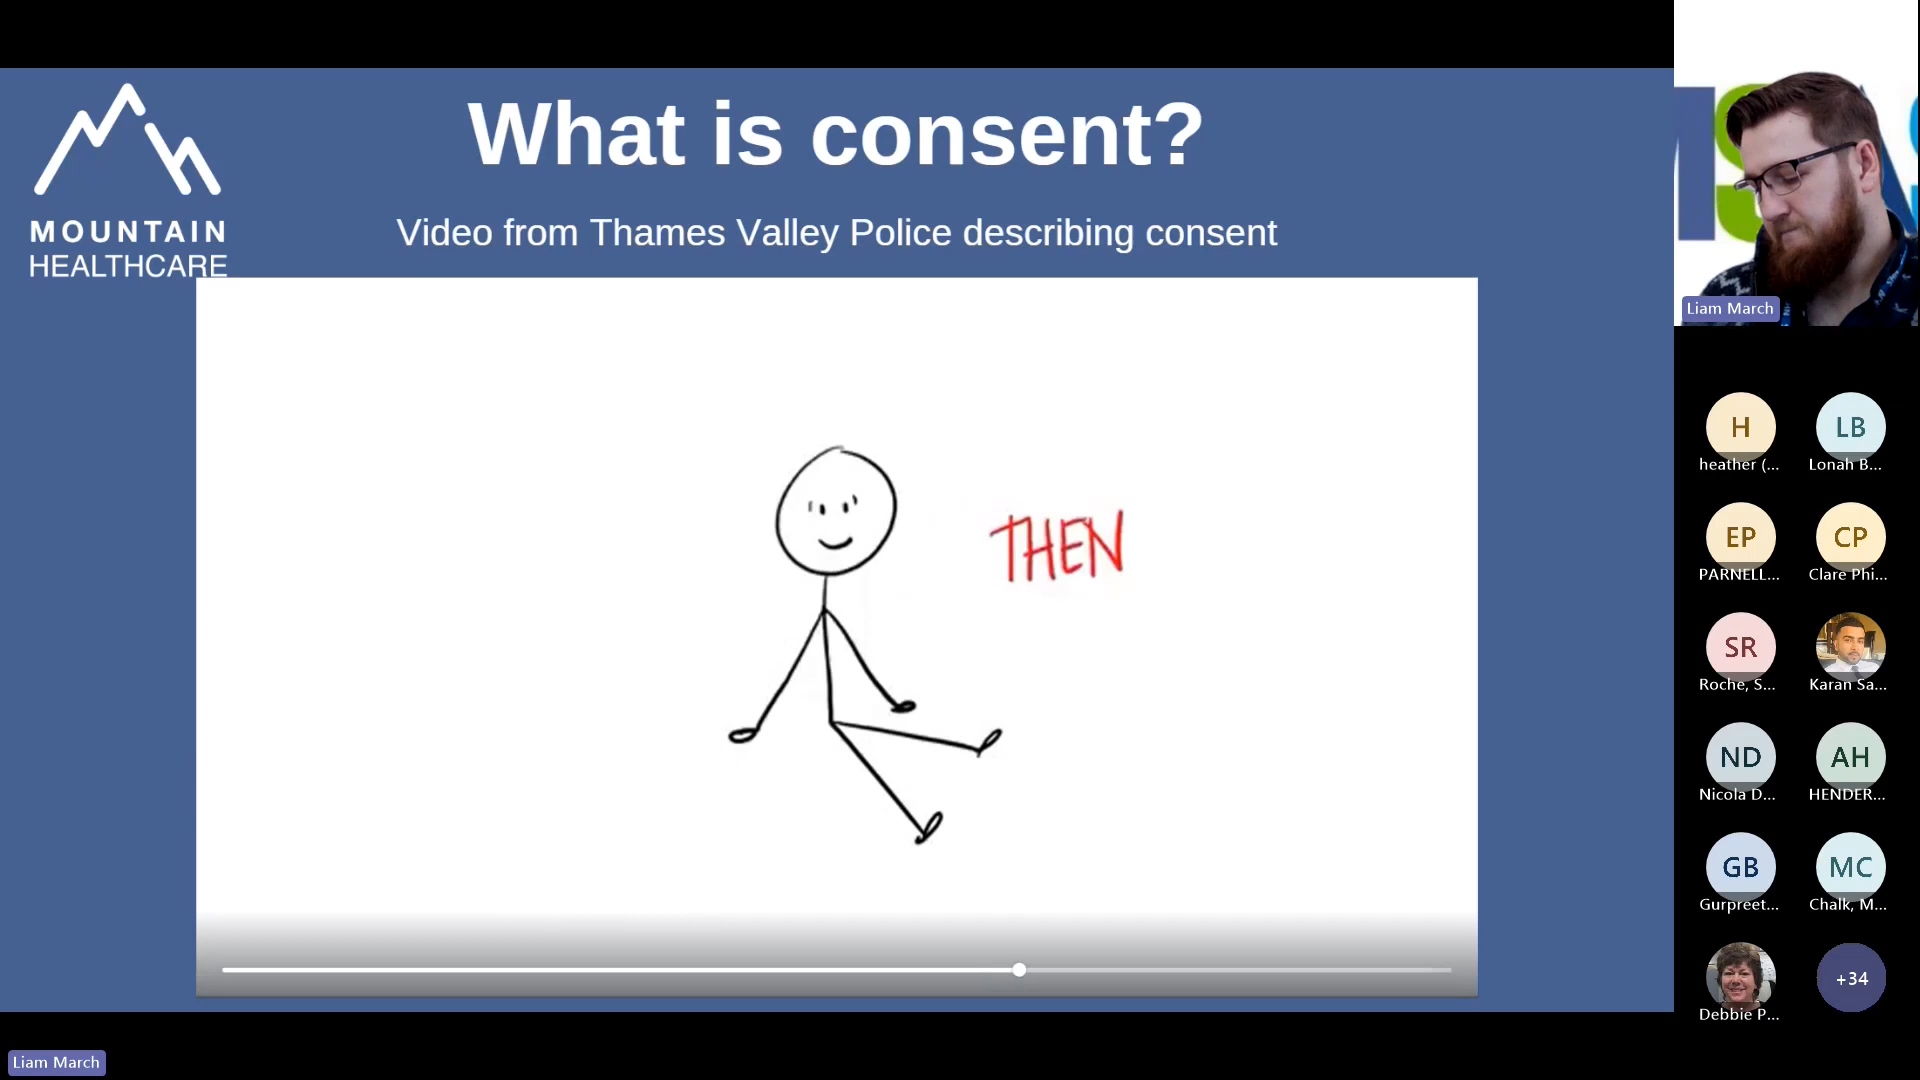 What is consent?
MOUNTAIN
HEALTHCARE
Video from Thames Valley Police describing consent
THEN
Liam March
H
heather (...
LB
Lonah B...
EP
PARNELL...
CP
Clare Phi...
SR
Roche, S...
Karan Sa...
ND
Nicola D...
AH
HENDER...
GB
Gurpreet...
MC
Chalk, M...
Debbie P...
+34
Liam March